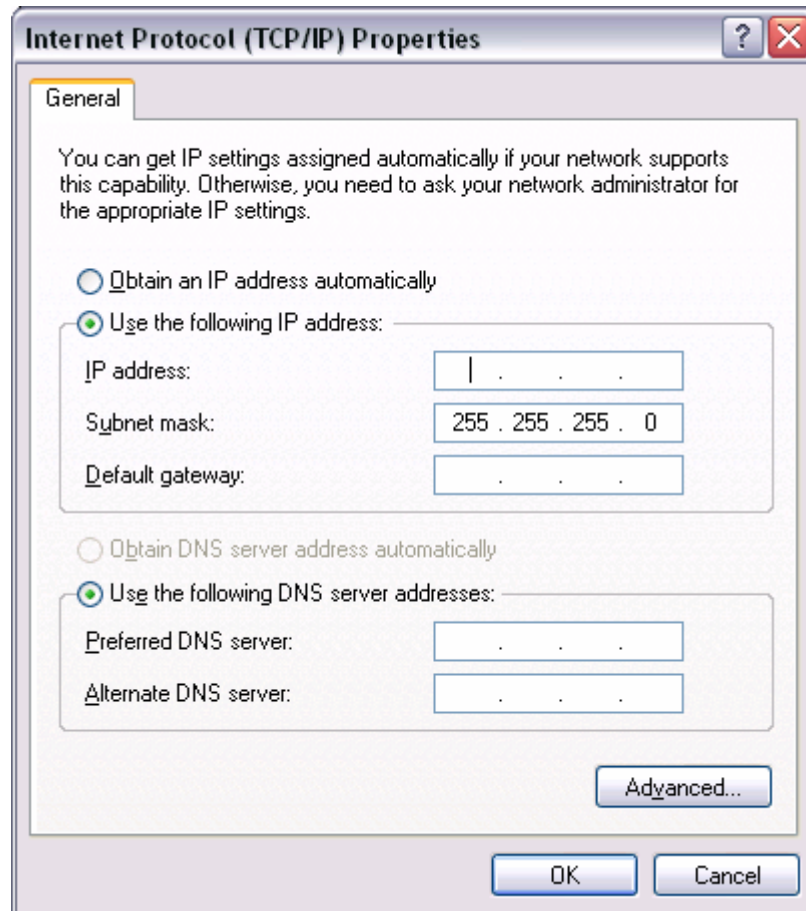 Internet Protocol (TCP/IP) Properties
General
You can get IP settings assigned automatically if your network supports
this capability. Otherwise, you need to ask your network administrator for
the appropriate IP settings.
Obtain an IP address automatically
Use the following IP address:
IP address: . . .
Subnet mask: 255 . 255 . 255 . 0
Default gateway: . . .
Obtain DNS server address automatically
Use the following DNS server addresses:
Preferred DNS server: . . .
Alternate DNS server: . . .
Advanced...
OK Cancel